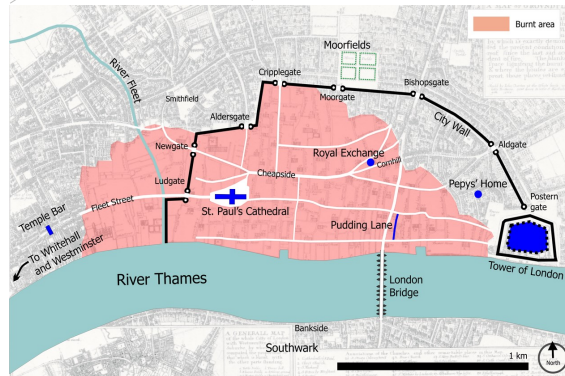 Burnt area
Moorfields
River Fleet
Cripplegate
Bishopsgate
Smithfield
Moorgate
City Wall
Aldersgate
Aldgate
Newgate
Royal Exchange
Cornhill
Cheapside
Pepys' Home
Ludgate
Postern
gate
Fleet Street
Temple Bar
St. Paul's Cathedral
Pudding Lane
To Whitehall
and Westminster
Tower of London
River Thames
London
Bridge
Bankside
Southwark
1 km
North